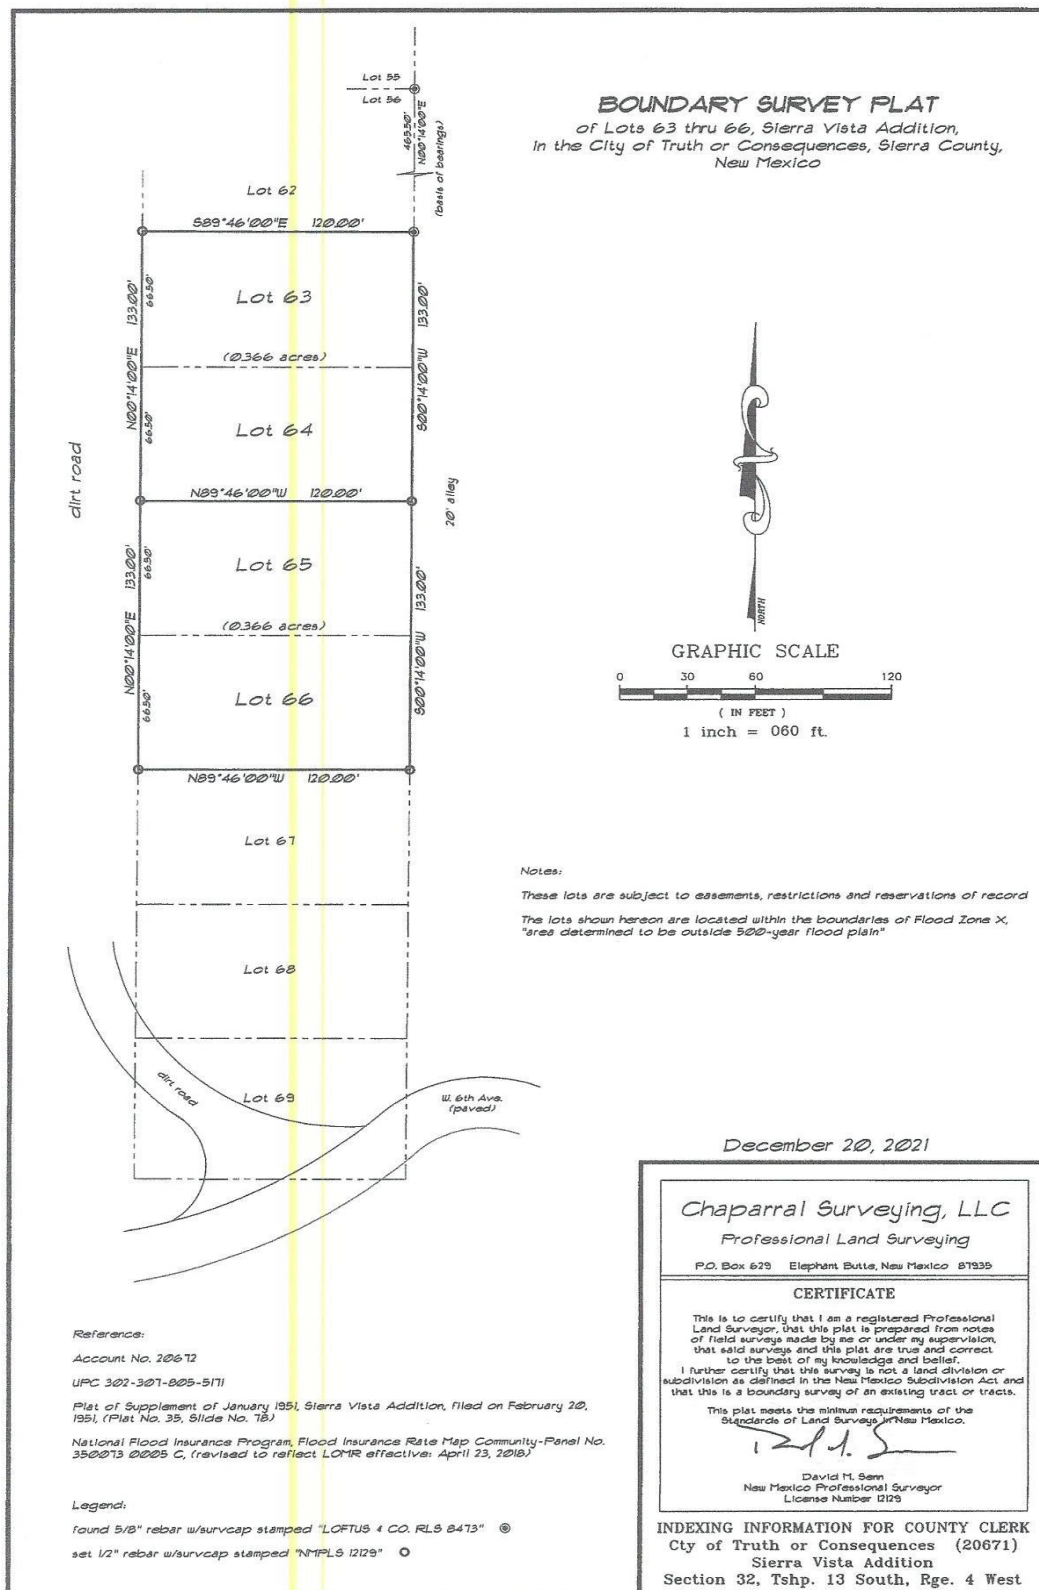 BOUNDARY SURVEY PLAT
of Lots 63 thru 66, Sierra Vista Addition,
in the City of Truth or Consequences, Sierra County,
New Mexico
Lot 55
Lot 56
465.50'
N00°14'00"E
(basis of bearings)
Lot 62
S89°46'00"E 120.00'
Lot 63
133.00'
66.50'
N00°14'00"E
133.00'
S00°14'00"W
(0.366 acres)
Lot 64
66.50'
dirt road
N89°46'00"W 120.00'
20' alley
Lot 65
133.00'
66.50'
N00°14'00"E
133.00'
S00°14'00"W
(0.366 acres)
Lot 66
66.50'
N89°46'00"W 120.00'
Lot 67
Lot 68
dirt road
Lot 69
W. 6th Ave.
(paved)
NORTH
GRAPHIC SCALE
0 30 60 120
( IN FEET )
1 inch = 060 ft.
Notes:
These lots are subject to easements, restrictions and reservations of record
The lots shown hereon are located within the boundaries of Flood Zone X,
"area determined to be outside 500-year flood plain"
Reference:
Account No. 20672
UPC 302-307-805-5171
Plat of Supplement of January 1951, Sierra Vista Addition, filed on February 20,
1951, (Plat No. 35, Slide No. 78)
National Flood Insurance Program, Flood Insurance Rate Map Community-Panel No.
350073 0005 C, (revised to reflect LOMR effective: April 23, 2018)
Legend:
found 5/8" rebar w/survcap stamped "LOFTUS & CO. RLS 8473"
set 1/2" rebar w/survcap stamped "NMPLS 12129"
December 20, 2021
Chaparral Surveying, LLC
Professional Land Surveying
P.O. Box 629 Elephant Butte, New Mexico 87935
CERTIFICATE
This is to certify that I am a registered Professional
Land Surveyor, that this plat is prepared from notes
of field surveys made by me or under my supervision,
that said surveys and this plat are true and correct
to the best of my knowledge and belief.
I further certify that this survey is not a land division or
subdivision as defined in the New Mexico Subdivision Act and
that this is a boundary survey of an existing tract or tracts.
This plat meets the minimum requirements of the
Standards of Land Surveys in New Mexico.
David M. Senn
New Mexico Professional Surveyor
License Number 12129
INDEXING INFORMATION FOR COUNTY CLERK
Cty of Truth or Consequences (20671)
Sierra Vista Addition
Section 32, Tshp. 13 South, Rge. 4 West